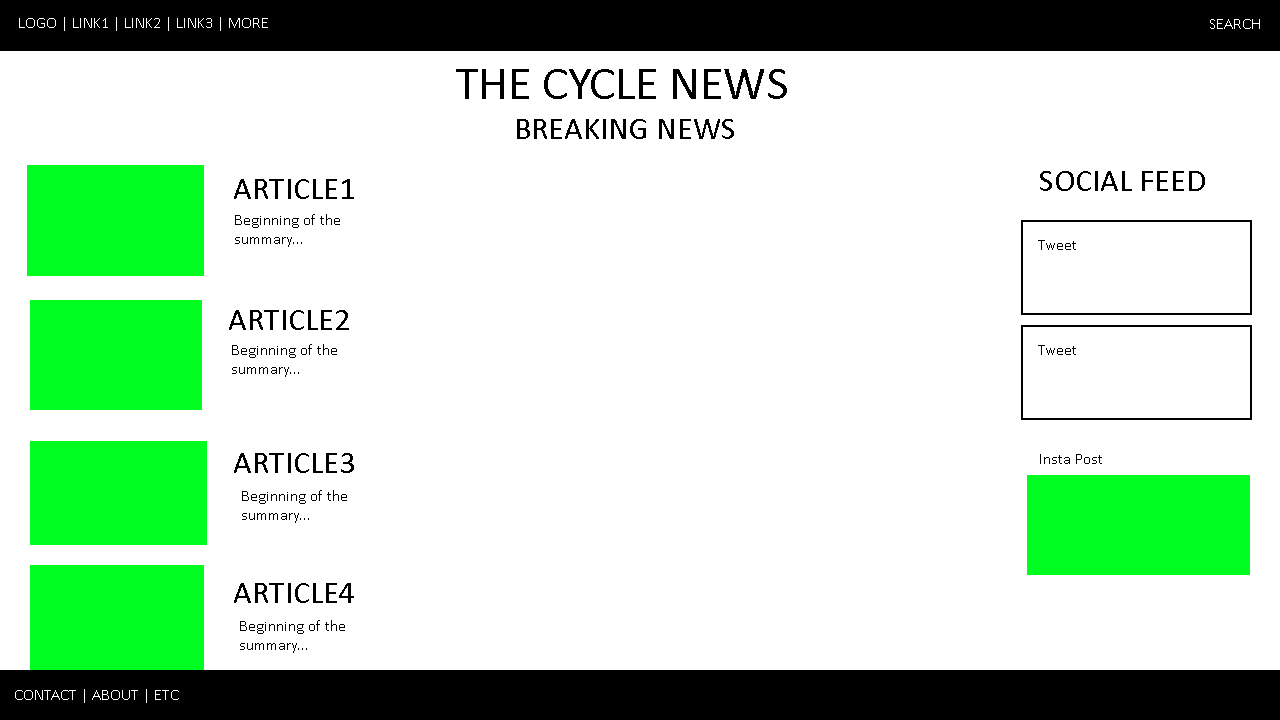 LOGO | LINK1 | LINK2 | LINK3 | MORE
SEARCH
THE CYCLE NEWS
BREAKING NEWS
ARTICLE1
Beginning of the
summary...
ARTICLE2
Beginning of the
summary...
ARTICLE3
Beginning of the
summary...
ARTICLE4
Beginning of the
summary...
SOCIAL FEED
Tweet
Tweet
Insta Post
CONTACT | ABOUT | ETC